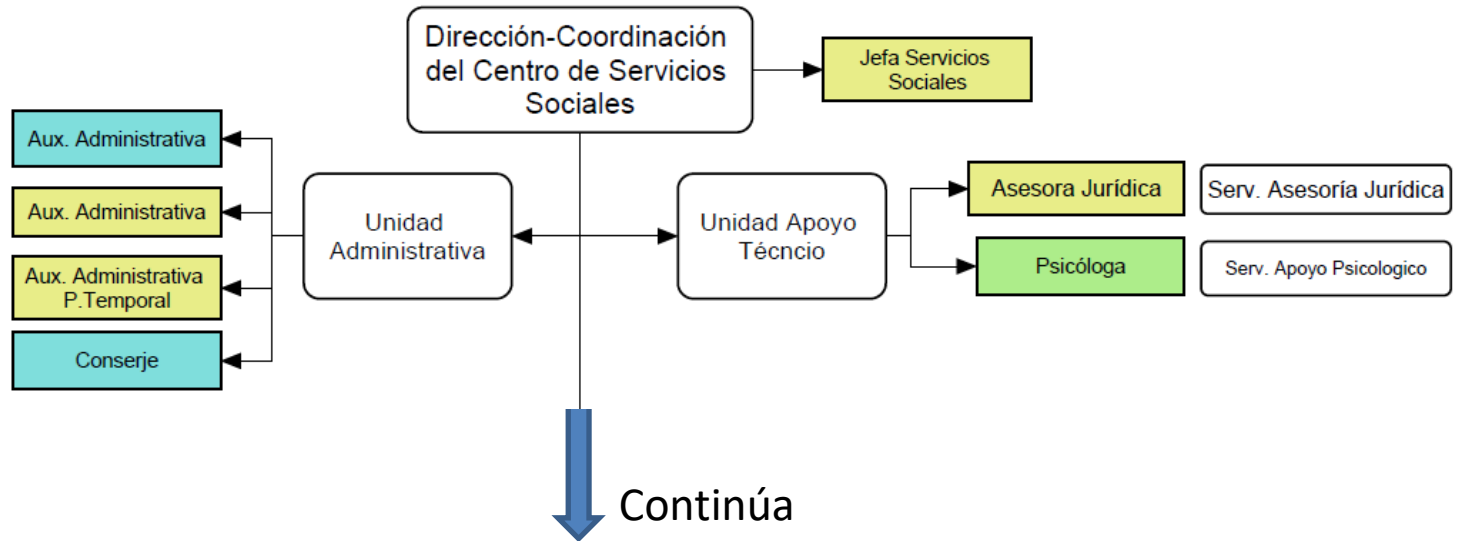 Dirección-Coordinación
del Centro de Servicios
Sociales
Jefa Servicios
Sociales
Aux. Administrativa
Aux. Administrativa
Aux. Administrativa
P.Temporal
Conserje
Unidad
Administrativa
Unidad Apoyo
Técncio
Asesora Jurídica
Serv. Asesoría Jurídica
Psicóloga
Serv. Apoyo Psicologico
Continúa